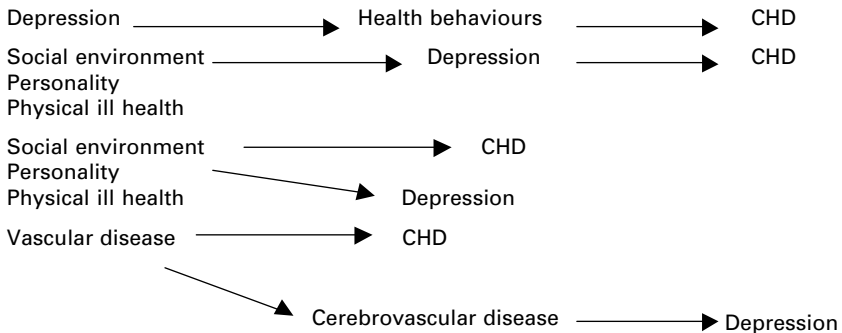 Depression Health behaviours CHD
Social environment Depression CHD
Personality
Physical ill health
Social environment CHD
Personality
Physical ill health Depression
Vascular disease CHD
Cerebrovascular disease Depression